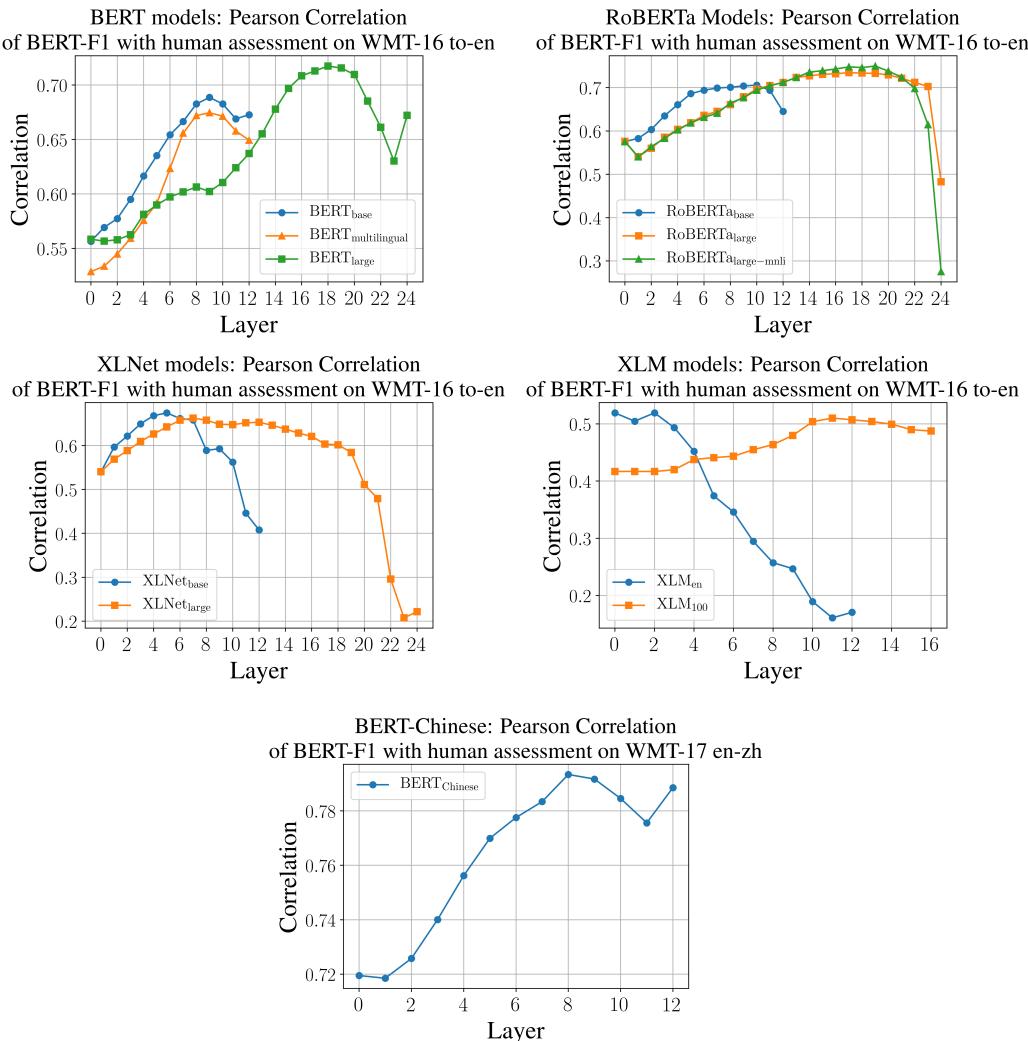 BERT models: Pearson Correlation
of BERT-F1 with human assessment on WMT-16 to-en
Correlation
0.70
0.65
0.60
0.55
BERTbase
BERTmultilingual
BERTlarge
0 2 4 6 8 10 12 14 16 18 20 22 24
Layer
RoBERTa Models: Pearson Correlation
of BERT-F1 with human assessment on WMT-16 to-en
Correlation
0.7
0.6
0.5
0.4
0.3
RoBERTabase
RoBERTalarge
RoBERTalarge−mnli
0 2 4 6 8 10 12 14 16 18 20 22 24
Layer
XLNet models: Pearson Correlation
of BERT-F1 with human assessment on WMT-16 to-en
Correlation
0.6
0.5
0.4
0.3
0.2
XLNetbase
XLNetlarge
0 2 4 6 8 10 12 14 16 18 20 22 24
Layer
XLM models: Pearson Correlation
of BERT-F1 with human assessment on WMT-16 to-en
Correlation
0.5
0.4
0.3
0.2
XLMen
XLM100
0 2 4 6 8 10 12 14 16
Layer
BERT-Chinese: Pearson Correlation
of BERT-F1 with human assessment on WMT-17 en-zh
Correlation
BERTChinese
0.78
0.76
0.74
0.72
0 2 4 6 8 10 12
Layer